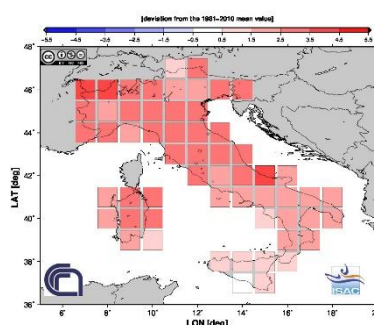 [deviation from the 1981-2010 mean value]
-5.5 -4.5 -3.5 -2.5 -1.5 -0.5 0.5 1.5 2.5 3.5 4.5 5.5
48°
46°
44°
42°
40°
38°
36°
LAT [deg]
6° 8° 10° 12° 14° 16° 18° 20°
LON [deg]
ISAC